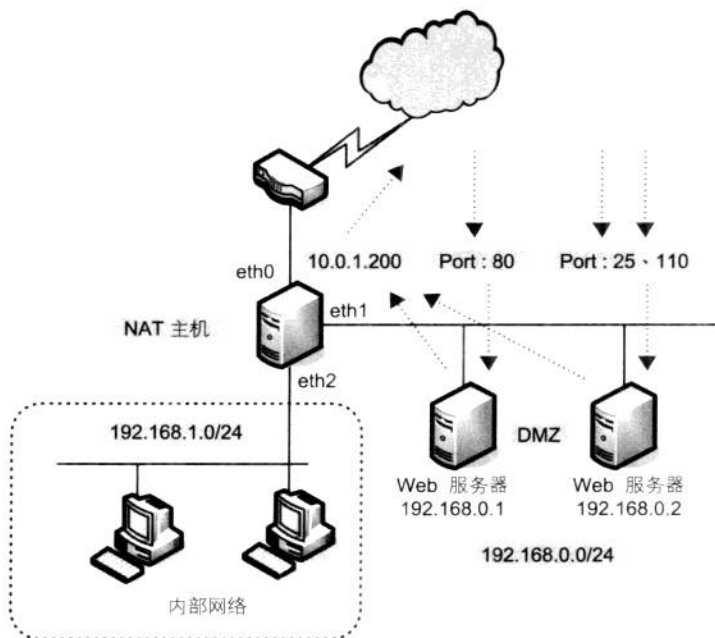 eth0
10.0.1.200
Port : 80
Port : 25、110
NAT 主机
eth1
eth2
192.168.1.0/24
DMZ
Web 服务器
192.168.0.1
Web 服务器
192.168.0.2
192.168.0.0/24
内部网络